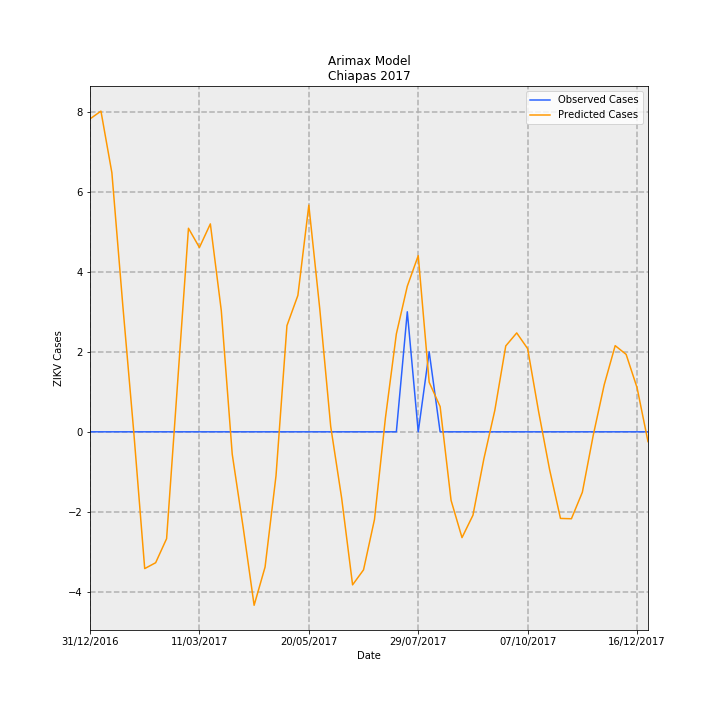 Arimax Model
Chiapas 2017
Observed Cases
Predicted Cases
8
6
4
2
0
−2
−4
ZIKV Cases
31/12/2016
11/03/2017
20/05/2017
29/07/2017
07/10/2017
16/12/2017
Date